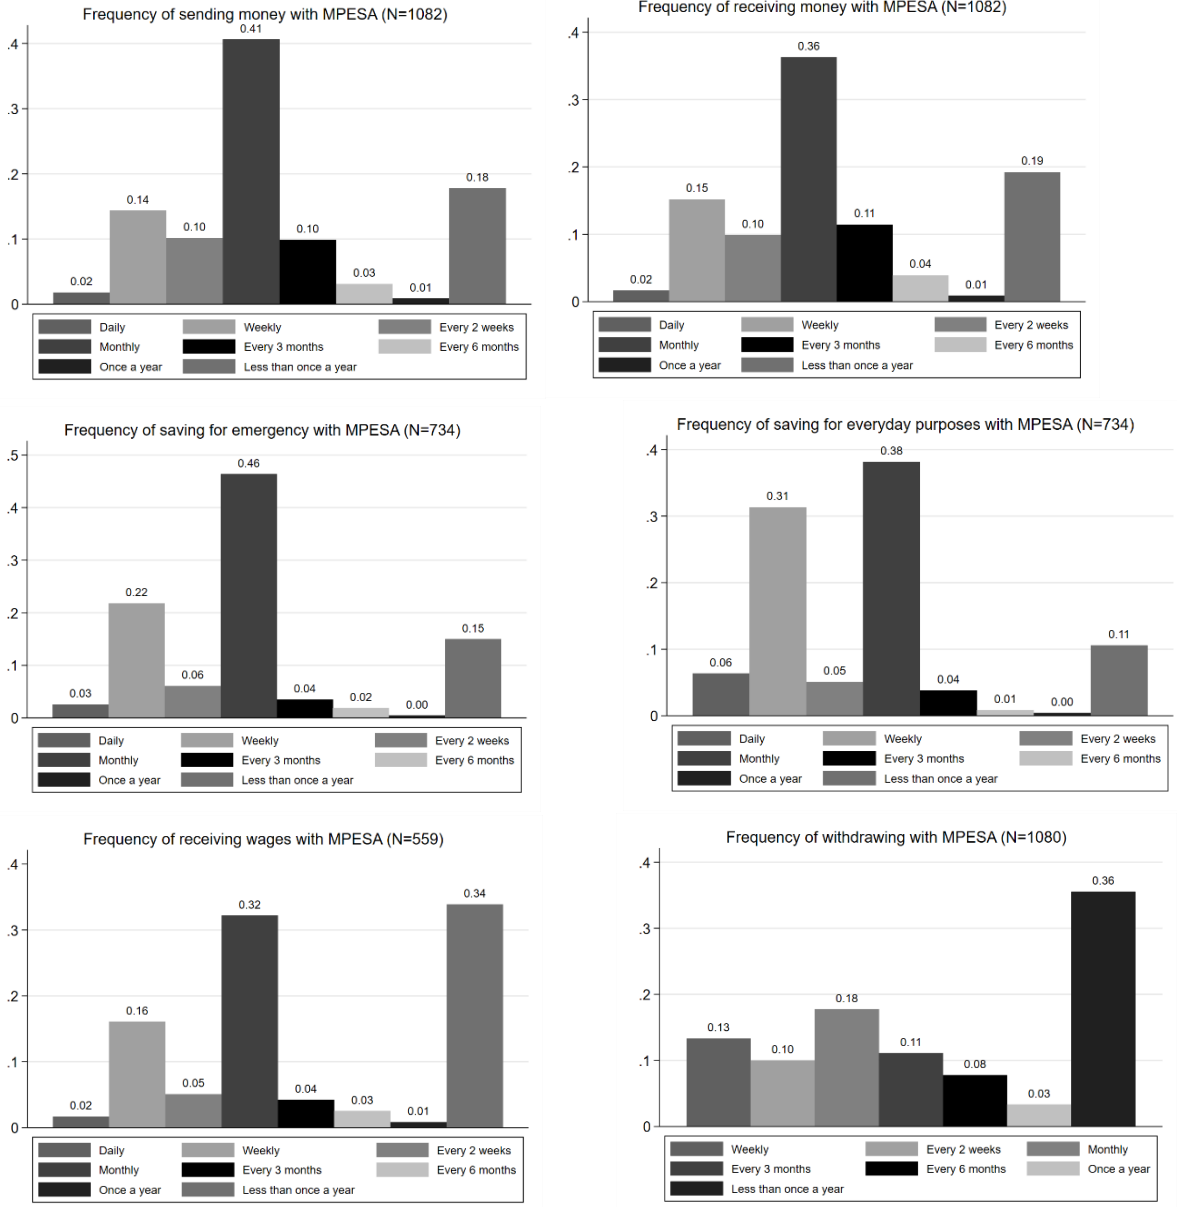 Frequency of sending money with MPESA (N=1082)
.4
.3
.2
.1
0
0.02
0.14
0.10
0.41
0.10
0.03
0.01
0.18
Daily
Weekly
Every 2 weeks
Monthly
Every 3 months
Every 6 months
Once a year
Less than once a year
Frequency of receiving money with MPESA (N=1082)
.4
.3
.2
.1
0
0.02
0.15
0.10
0.36
0.11
0.04
0.01
0.19
Daily
Weekly
Every 2 weeks
Monthly
Every 3 months
Every 6 months
Once a year
Less than once a year
Frequency of saving for emergency with MPESA (N=734)
.5
.4
.3
.2
.1
0
0.03
0.22
0.06
0.46
0.04
0.02
0.00
0.15
Daily
Weekly
Every 2 weeks
Monthly
Every 3 months
Every 6 months
Once a year
Less than once a year
Frequency of saving for everyday purposes with MPESA (N=734)
.4
.3
.2
.1
0
0.06
0.31
0.05
0.38
0.04
0.01
0.00
0.11
Daily
Weekly
Every 2 weeks
Monthly
Every 3 months
Every 6 months
Once a year
Less than once a year
Frequency of receiving wages with MPESA (N=559)
.4
.3
.2
.1
0
0.02
0.16
0.05
0.32
0.04
0.03
0.01
0.34
Daily
Weekly
Every 2 weeks
Monthly
Every 3 months
Every 6 months
Once a year
Less than once a year
Frequency of withdrawing with MPESA (N=1080)
.4
.3
.2
.1
0
0.13
0.10
0.18
0.11
0.08
0.03
0.36
Weekly
Every 2 weeks
Monthly
Every 3 months
Every 6 months
Once a year
Less than once a year